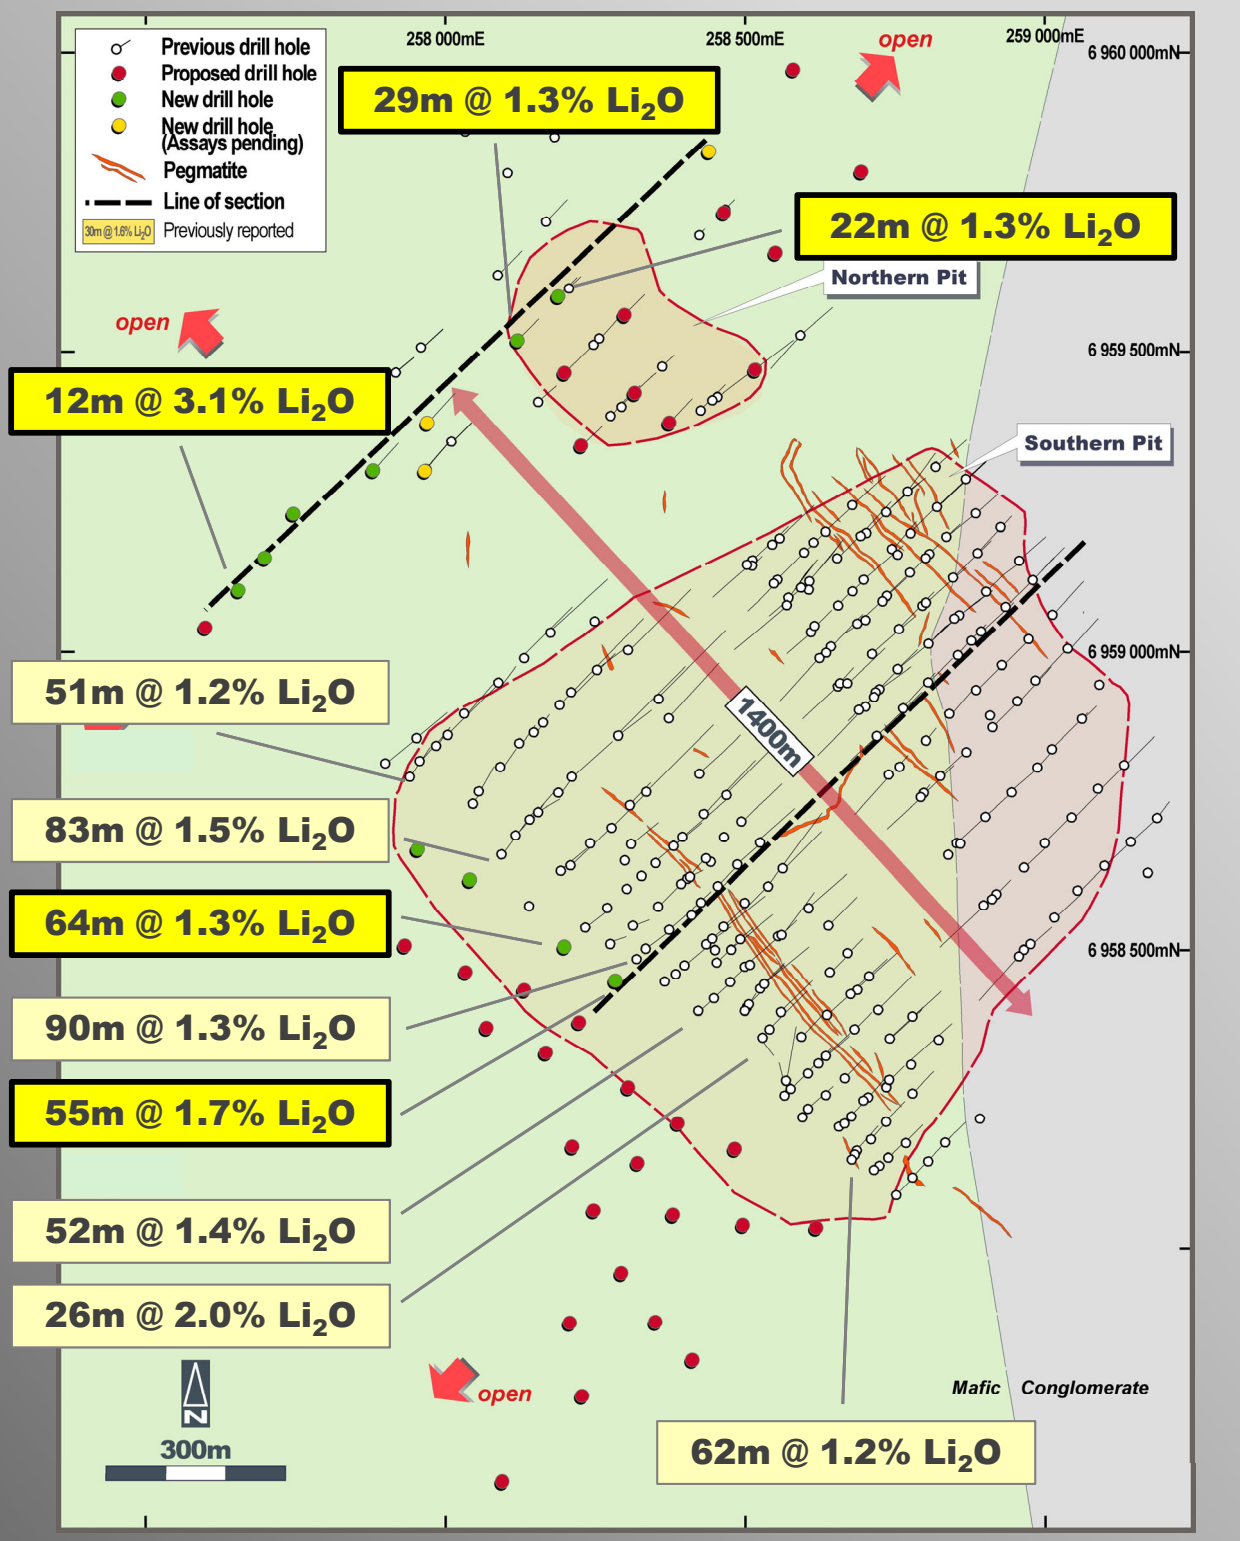 258 000mE
258 500mE
259 000mE
open
6 960 000mN
Previous drill hole
Proposed drill hole
New drill hole
New drill hole
(Assays pending)
Pegmatite
Line of section
30m @ 1.6% Li₂O
Previously reported
29m @ 1.3% Li₂O
22m @ 1.3% Li₂O
Northern Pit
open
6 959 500mN
12m @ 3.1% Li₂O
Southern Pit
6 959 000mN
51m @ 1.2% Li₂O
1400m
83m @ 1.5% Li₂O
64m @ 1.3% Li₂O
6 958 500mN
90m @ 1.3% Li₂O
55m @ 1.7% Li₂O
52m @ 1.4% Li₂O
26m @ 2.0% Li₂O
N
open
Mafic Conglomerate
300m
62m @ 1.2% Li₂O